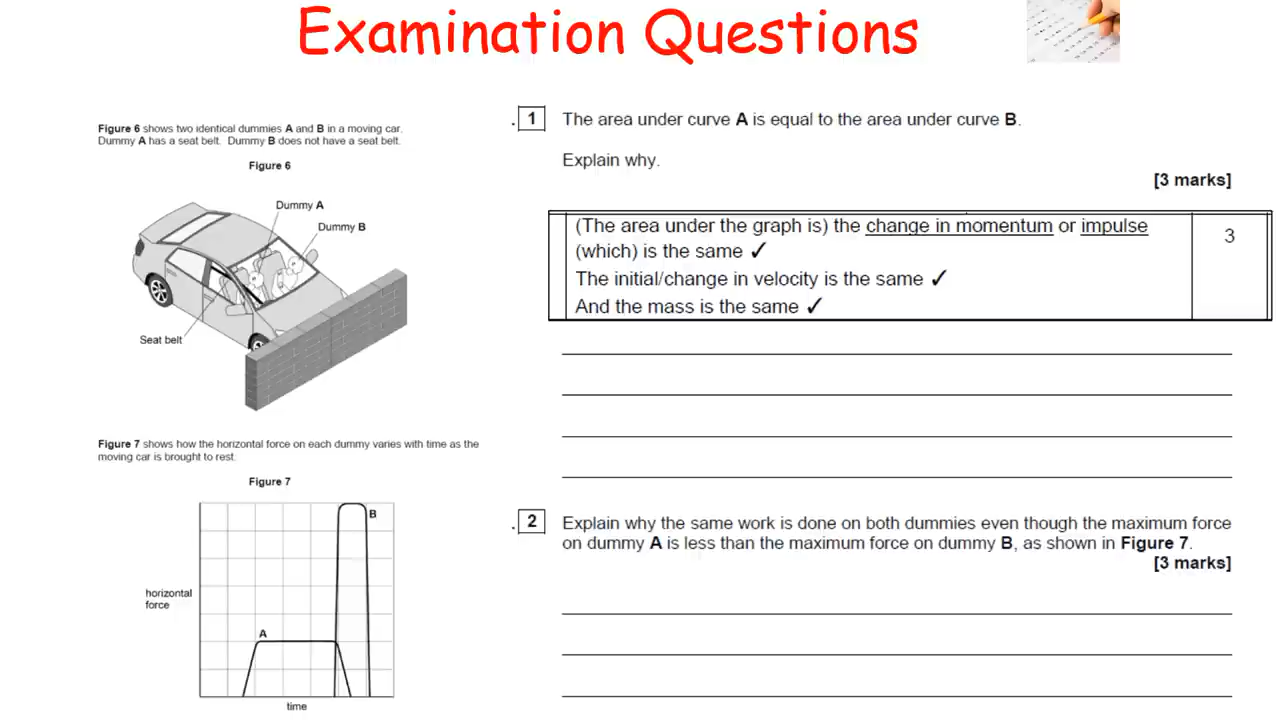 Examination Questions
Figure 6 shows two identical dummies A and B in a moving car.
Dummy A has a seat belt. Dummy B does not have a seat belt.
Figure 6
Dummy A
Dummy B
Seat belt
Figure 7 shows how the horizontal force on each dummy varies with time as the
moving car is brought to rest.
Figure 7
B
A
horizontal
force
time
. 1 The area under curve A is equal to the area under curve B.
Explain why.
[3 marks]
(The area under the graph is) the change in momentum or impulse
(which) is the same ✓
The initial/change in velocity is the same ✓
And the mass is the same ✓
3
. 2 Explain why the same work is done on both dummies even though the maximum force
on dummy A is less than the maximum force on dummy B, as shown in Figure 7.
[3 marks]